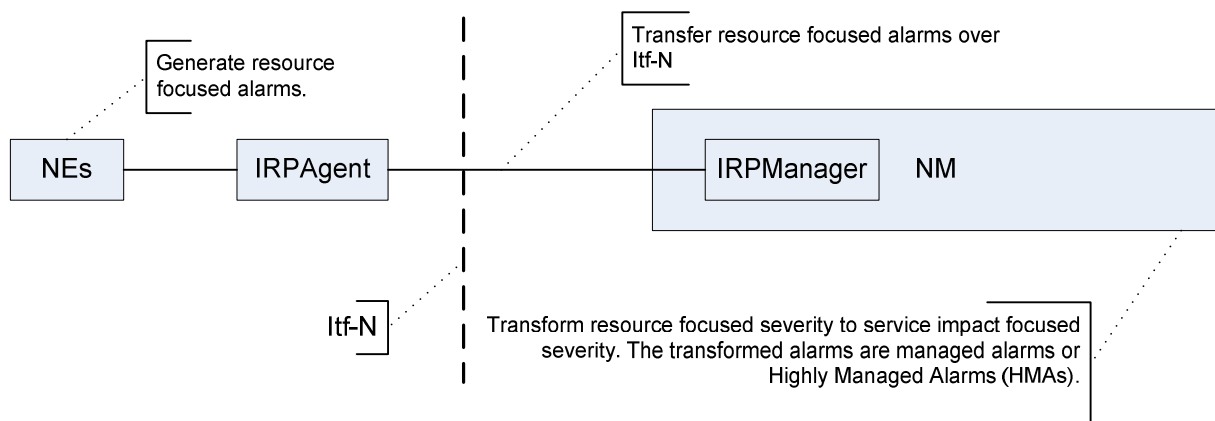 Generate resource
focused alarms.
Transfer resource focused alarms over
Itf-N
NEs
IRPAgent
IRPManager
NM
Itf-N
Transform resource focused severity to service impact focused
severity. The transformed alarms are managed alarms or
Highly Managed Alarms (HMAs).